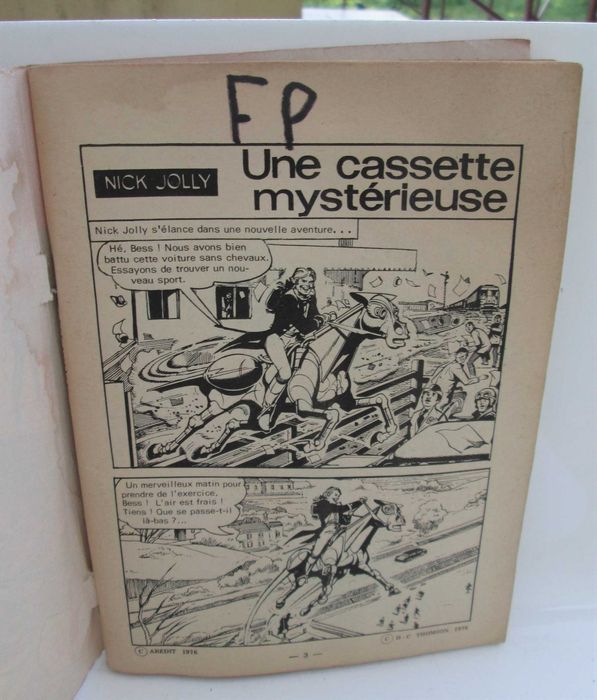 FP
NICK JOLLY
Une cassette
mystérieuse
Nick Jolly s'élance dans une nouvelle aventure...
Hé, Bess ! Nous avons bien
battu cette voiture sans chevaux.
Essayons de trouver un nou-
veau sport.
Un merveilleux matin pour
prendre de l'exercice,
Bess ! L'air est frais !
Tiens ! Que se passe-t-il
là-bas ?...
© AREDIT 1976
© D.C THOMSON, 1976
— 3 —